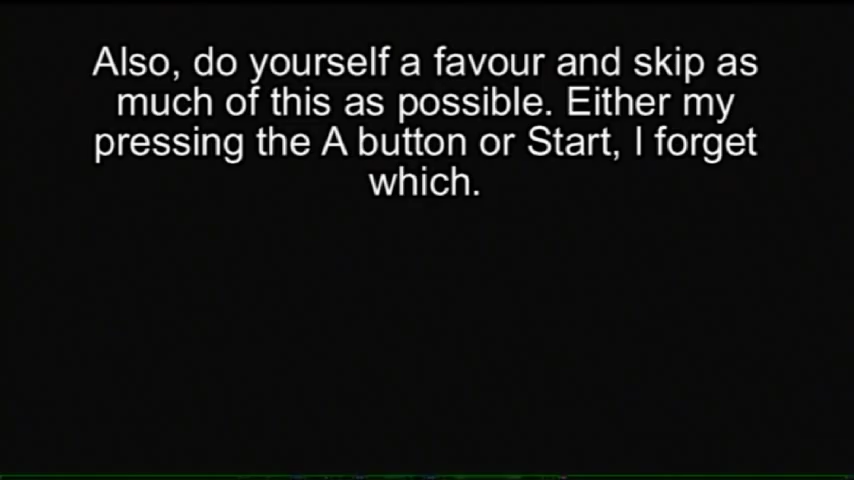 Also, do yourself a favour and skip as
much of this as possible. Either my
pressing the A button or Start, I forget
which.